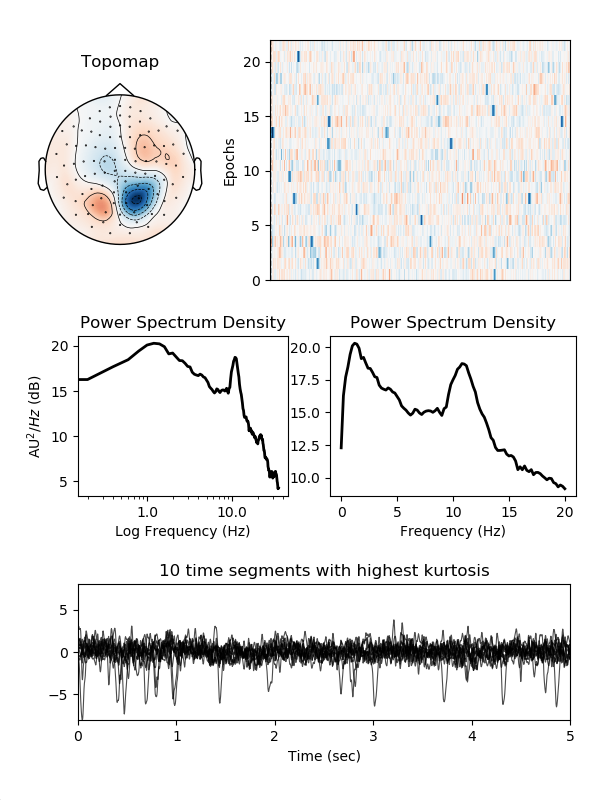 Topomap
Epochs
20
15
10
5
0
Power Spectrum Density
AU²/Hz (dB)
15
10
5
1.0 10.0
Log Frequency (Hz)
Power Spectrum Density
20.0
17.5
15.0
12.5
10.0
0 5 10 15 20
Frequency (Hz)
10 time segments with highest kurtosis
5
0
−5
0 1 2 3 4 5
Time (sec)